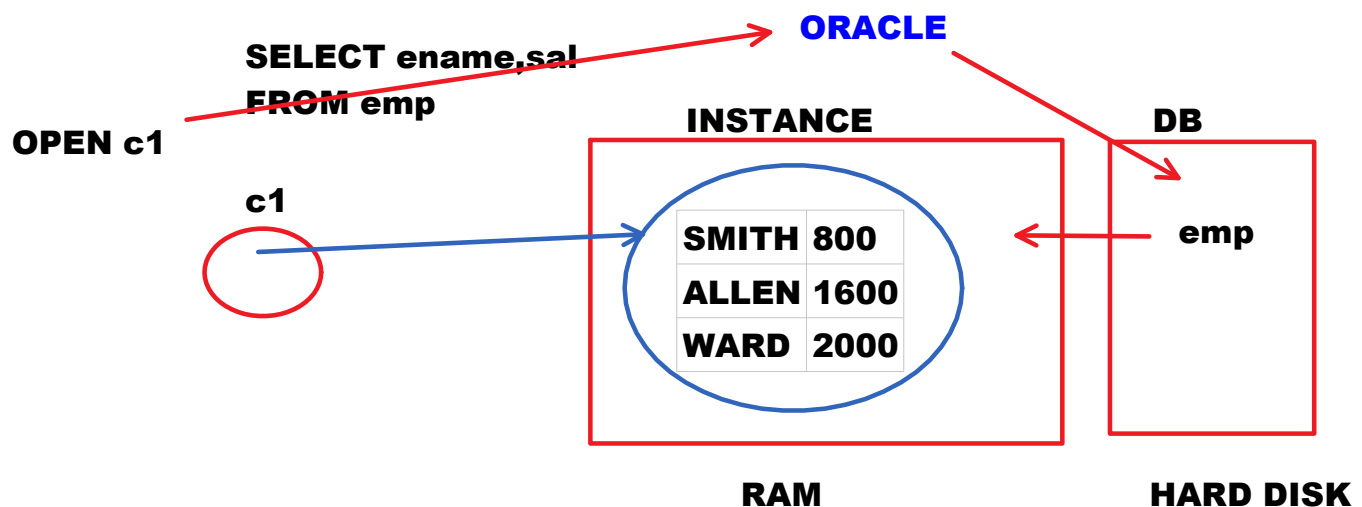 ORACLE
SELECT ename,sal
FROM emp
OPEN c1
INSTANCE
DB
c1
SMITH 800
ALLEN 1600
WARD 2000
emp
RAM
HARD DISK